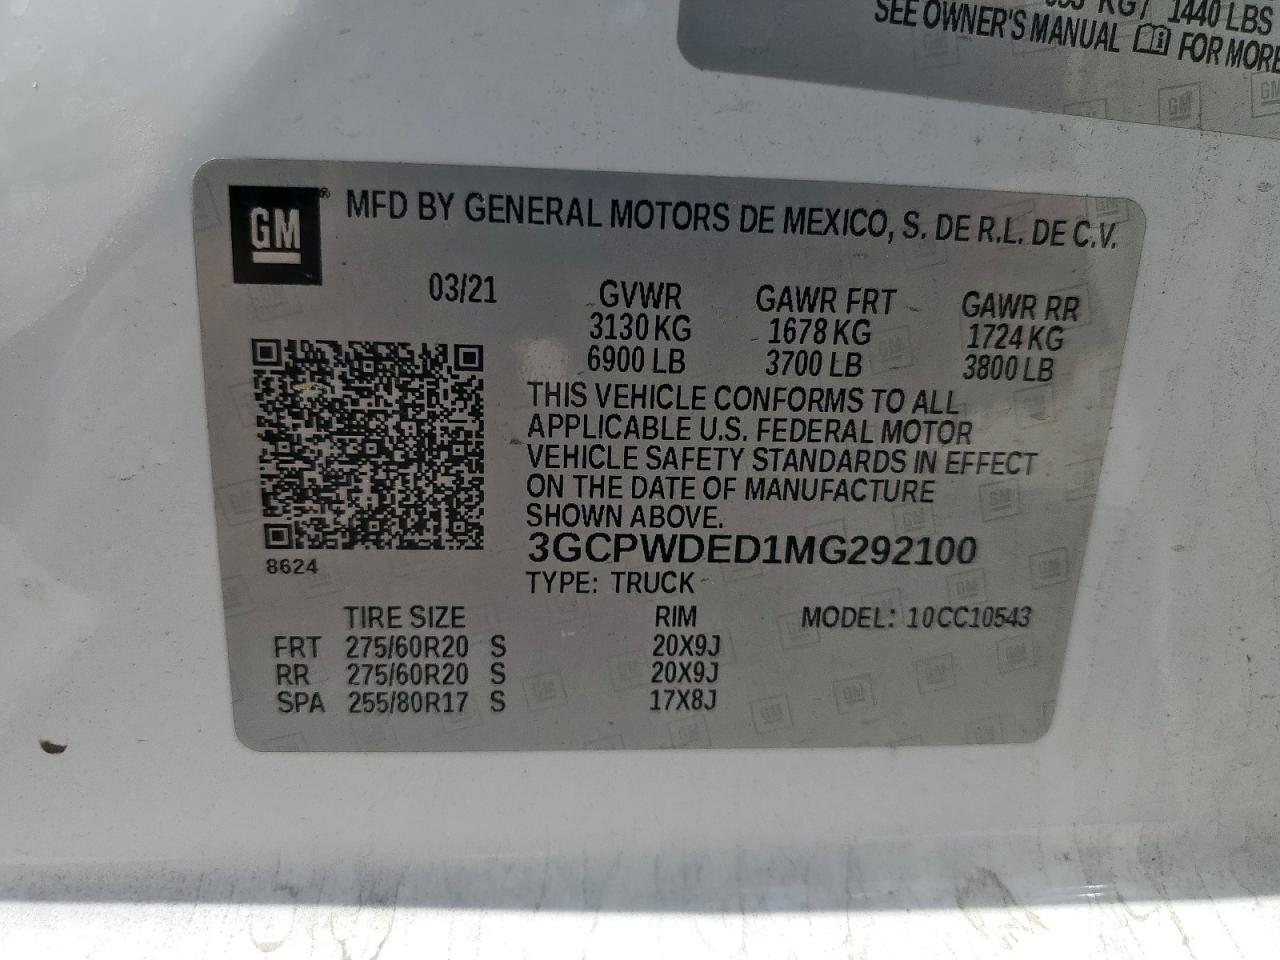 KG/ 1440 LBS
SEE OWNER'S MANUAL FOR MORE
GM ® MFD BY GENERAL MOTORS DE MEXICO, S. DE R.L. DE C.V.
03/21 GVWR GAWR FRT GAWR RR
3130 KG 1678 KG 1724 KG
6900 LB 3700 LB 3800 LB
THIS VEHICLE CONFORMS TO ALL
APPLICABLE U.S. FEDERAL MOTOR
VEHICLE SAFETY STANDARDS IN EFFECT
ON THE DATE OF MANUFACTURE
SHOWN ABOVE.
3GCPWDED1MG292100
8624
TYPE: TRUCK
TIRE SIZE RIM MODEL: 10CC10543
FRT 275/60R20 S 20X9J
RR 275/60R20 S 20X9J
SPA 255/80R17 S 17X8J